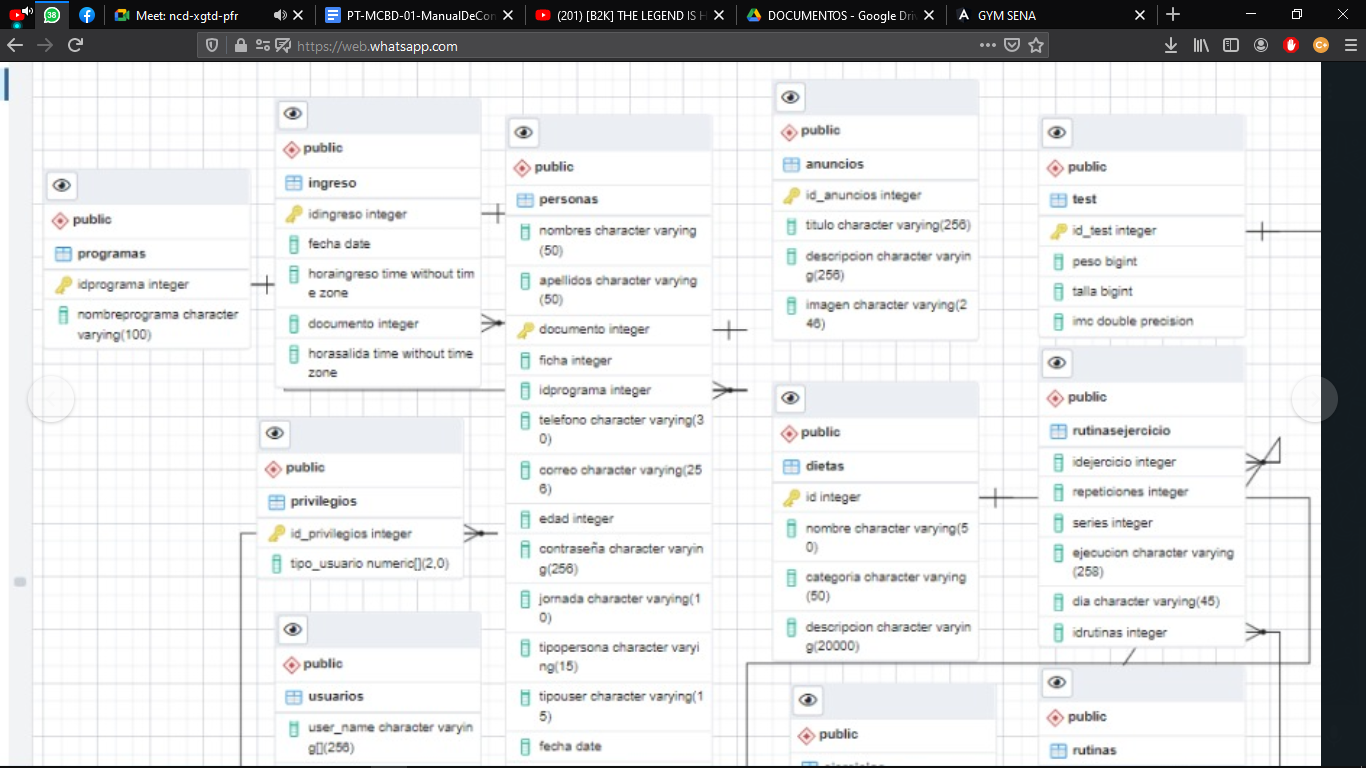 38
Meet: ncd-xgtd-pfr
PT-MCBD-01-ManualDeCon
(201) [B2K] THE LEGEND IS H
DOCUMENTOS - Google Driv
GYM SENA
https://web.whatsapp.com
public
programas
idprograma integer
nombreprograma character
varying(100)
public
ingreso
idingreso integer
fecha date
horaingreso time without tim
e zone
documento integer
horasalida time without time
zone
public
privilegios
id_privilegios integer
tipo_usuario numeric[](2,0)
public
usuarios
user_name character varyin
g[](256)
public
personas
nombres character varying
(50)
apellidos character varying
(50)
documento integer
ficha integer
idprograma integer
telefono character varying(3
0)
correo character varying(25
6)
edad integer
contraseña character varyin
g(256)
jornada character varying(1
0)
tipopersona character varyi
ng(15)
tipouser character varying(1
5)
fecha date
public
anuncios
id_anuncios integer
titulo character varying(256)
descripcion character varyin
g(256)
imagen character varying(2
46)
public
dietas
id integer
nombre character varying(5
0)
categoria character varying
(50)
descripcion character varyin
g(20000)
public
public
test
id_test integer
peso bigint
talla bigint
imc double precision
public
rutinasejercicio
idejercicio integer
repeticiones integer
series integer
ejecucion character varying
(258)
dia character varying(45)
idrutinas integer
public
rutinas